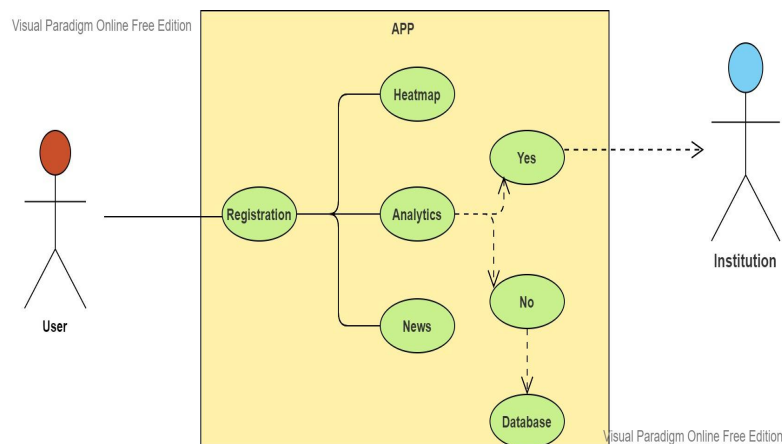 Visual Paradigm Online Free Edition
APP
Heatmap
Yes
Registration
Analytics
Institution
No
User
News
Database
Visual Paradigm Online Free Edition